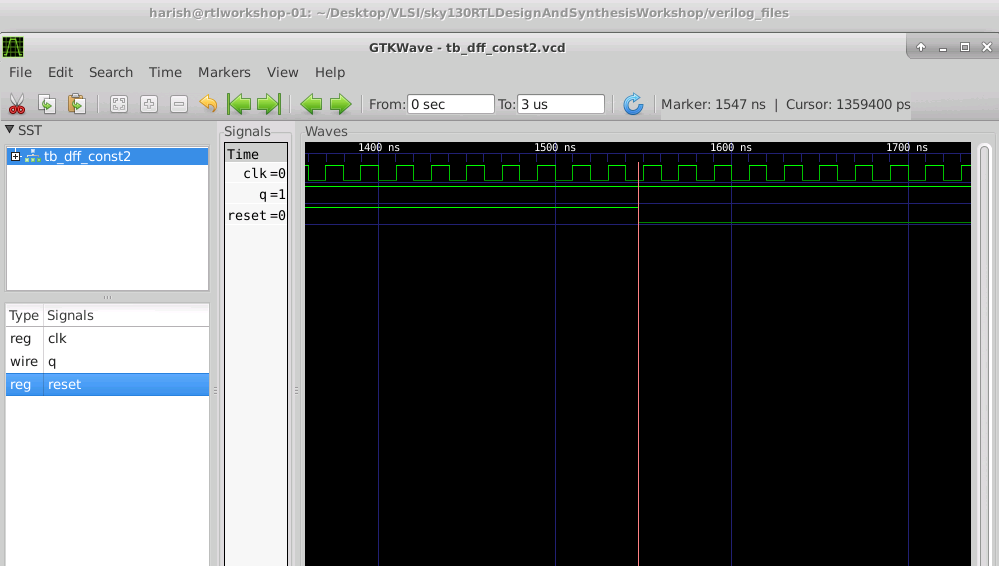 harish@rtlworkshop-01: ~/Desktop/VLSI/sky130RTLDesignAndSynthesisWorkshop/verilog_files
GTKWave - tb_dff_const2.vcd
File Edit Search Time Markers View Help
From: 0 sec To: 3 us Marker: 1547 ns | Cursor: 1359400 ps
SST
tb_dff_const2
Type Signals
reg clk
wire q
reg reset
Signals
Time
clk=0
q=1
reset=0
Waves
1400 ns 1500 ns 1600 ns 1700 ns